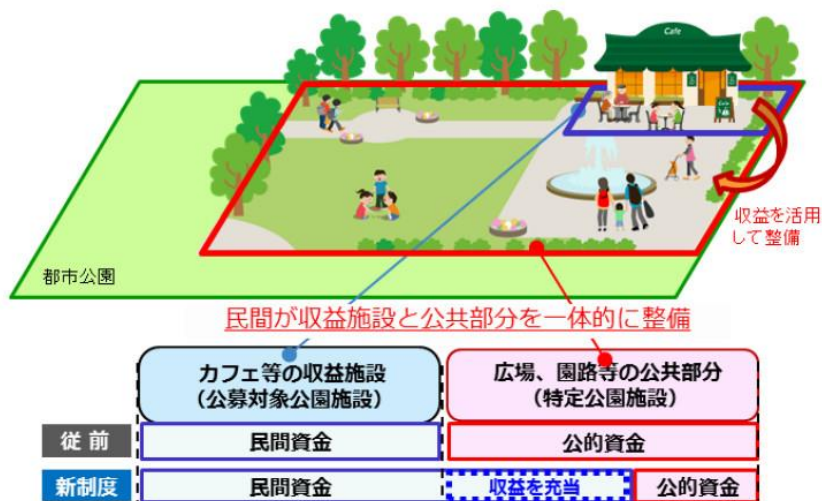 Cafe
収益を活用
して整備
都市公園
民間が収益施設と公共部分を一体的に整備
カフェ等の収益施設
(公募対象公園施設)
広場、園路等の公共部分
(特定公園施設)
従前
民間資金
公的資金
新制度
民間資金
収益を充当
公的資金